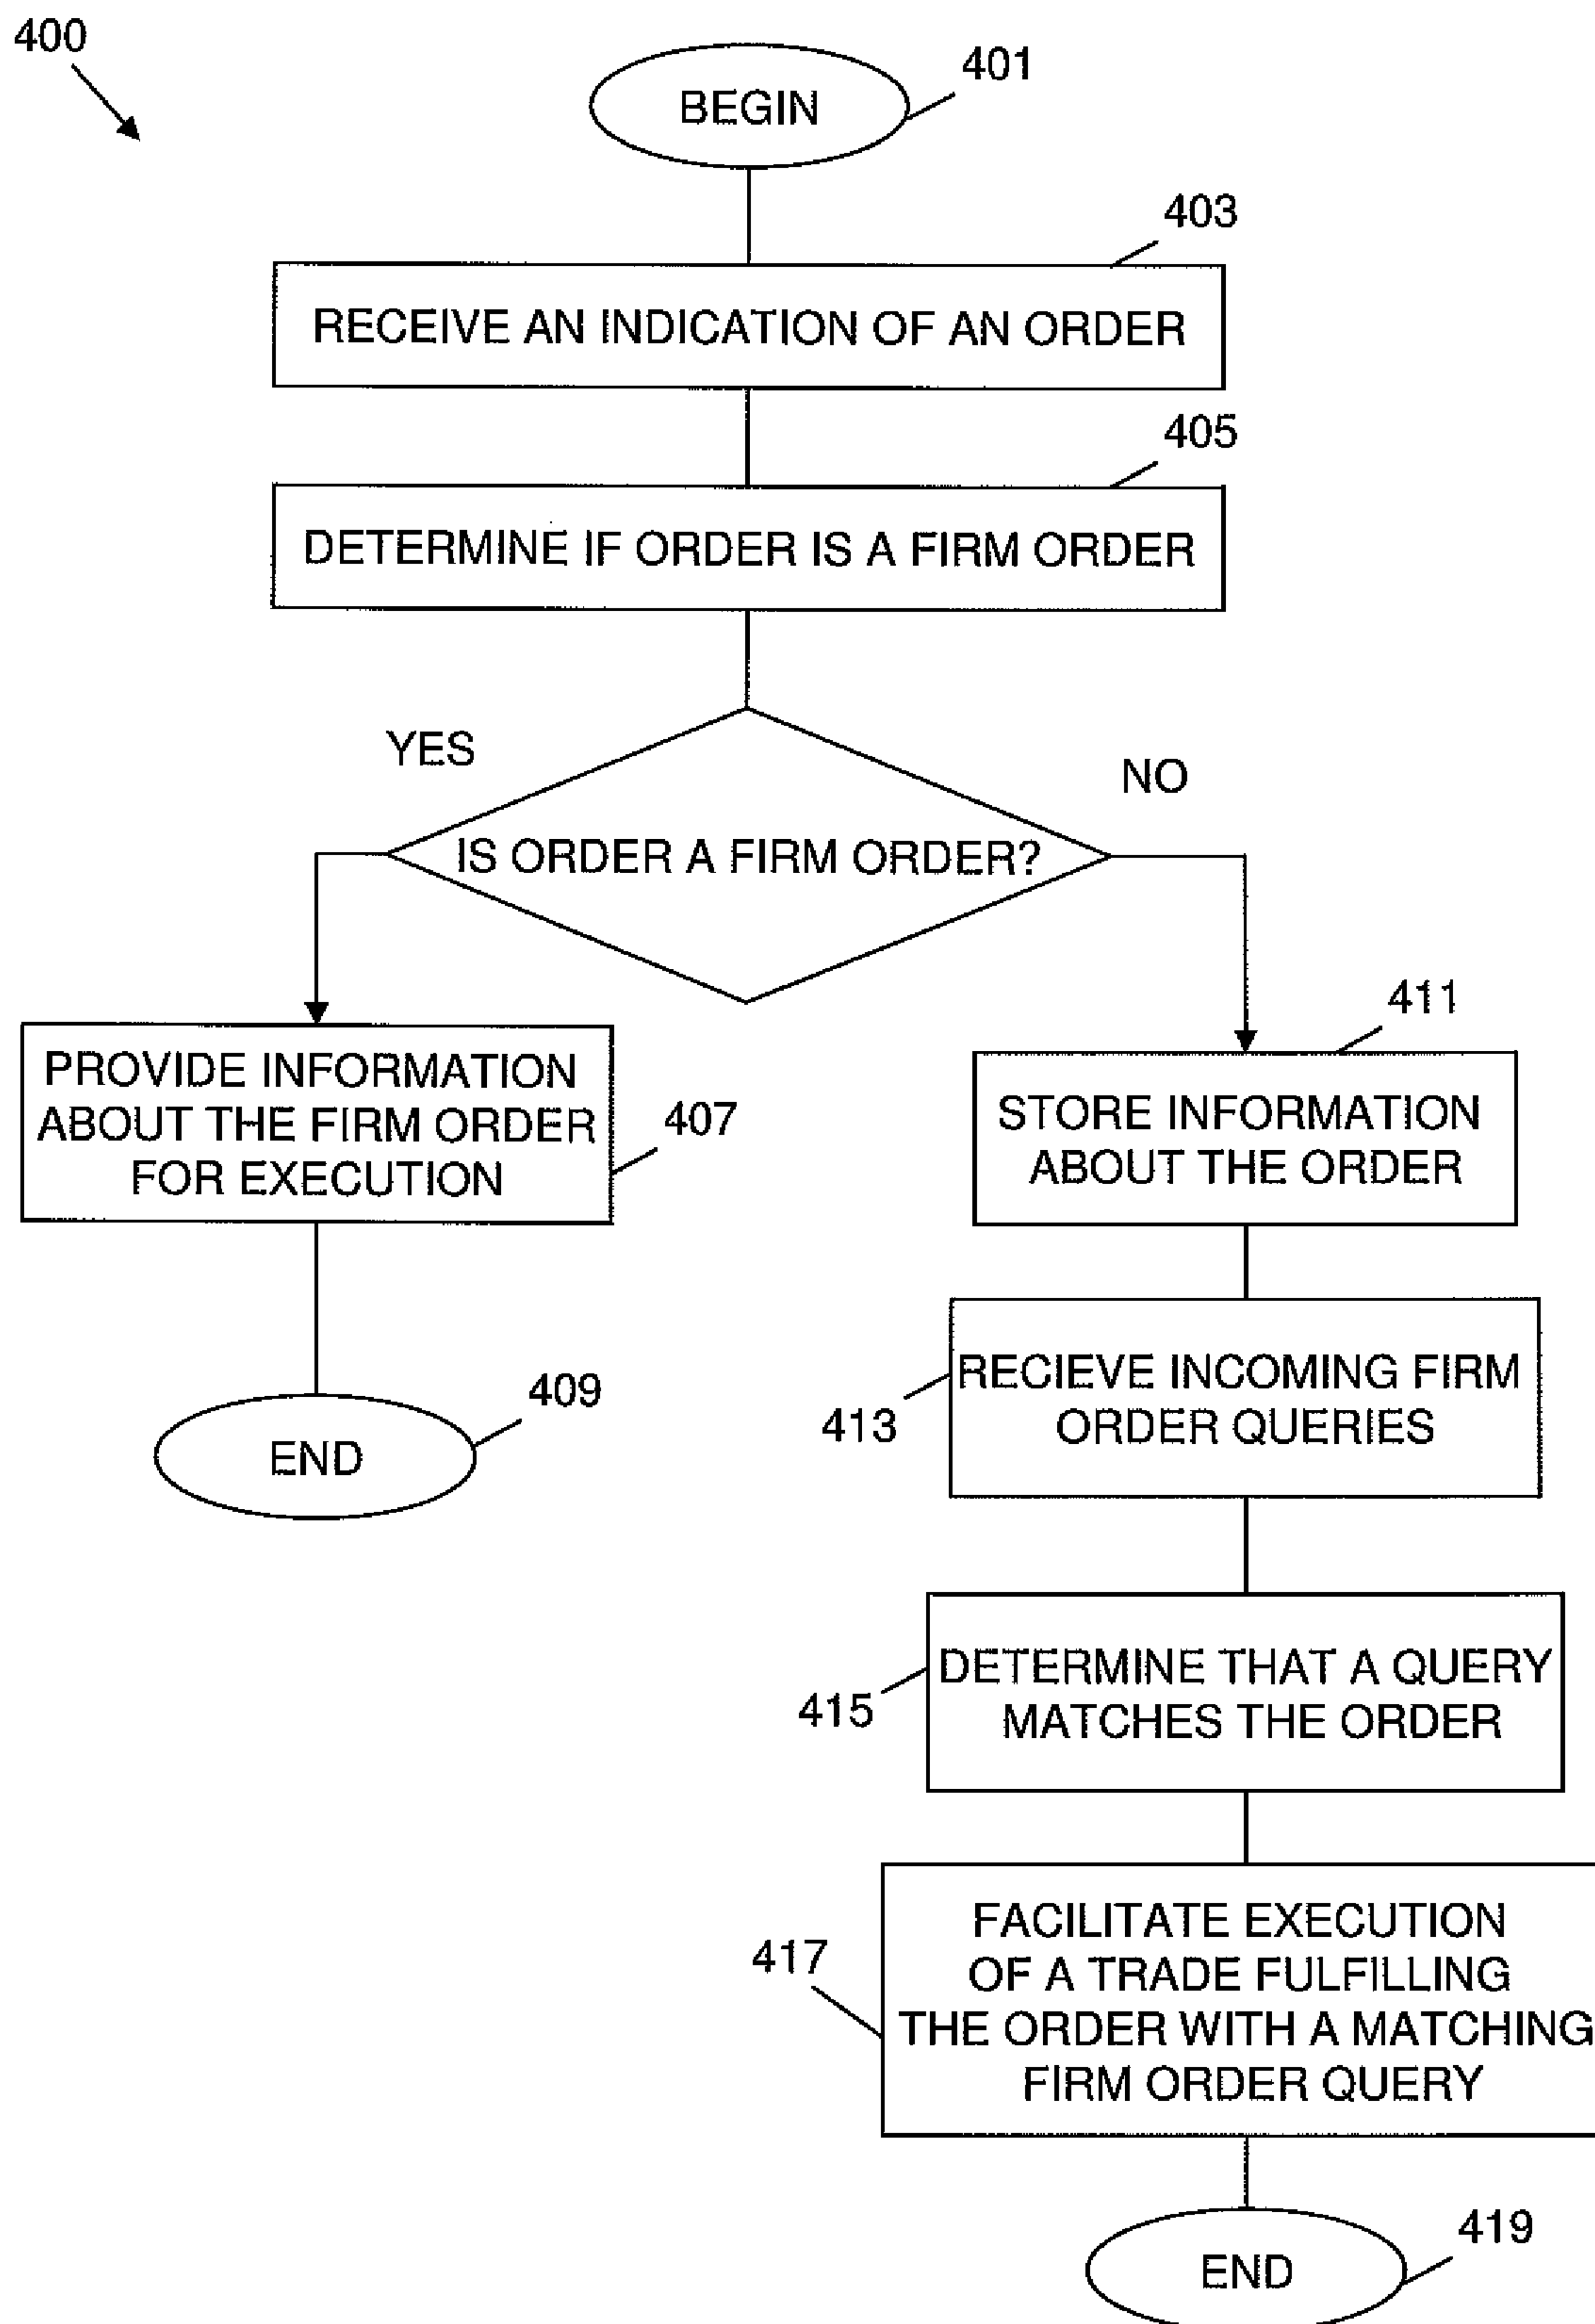 400
BEGIN
401
403
RECEIVE AN INDICATION OF AN ORDER
405
DETERMINE IF ORDER IS A FIRM ORDER
YES
NO
IS ORDER A FIRM ORDER?
PROVIDE INFORMATION
ABOUT THE FIRM ORDER
FOR EXECUTION
407
409
END
411
STORE INFORMATION
ABOUT THE ORDER
RECIEVE INCOMING FIRM
ORDER QUERIES
413
DETERMINE THAT A QUERY
MATCHES THE ORDER
415
FACILITATE EXECUTION
OF A TRADE FULFILLING
THE ORDER WITH A MATCHING
FIRM ORDER QUERY
417
419
END